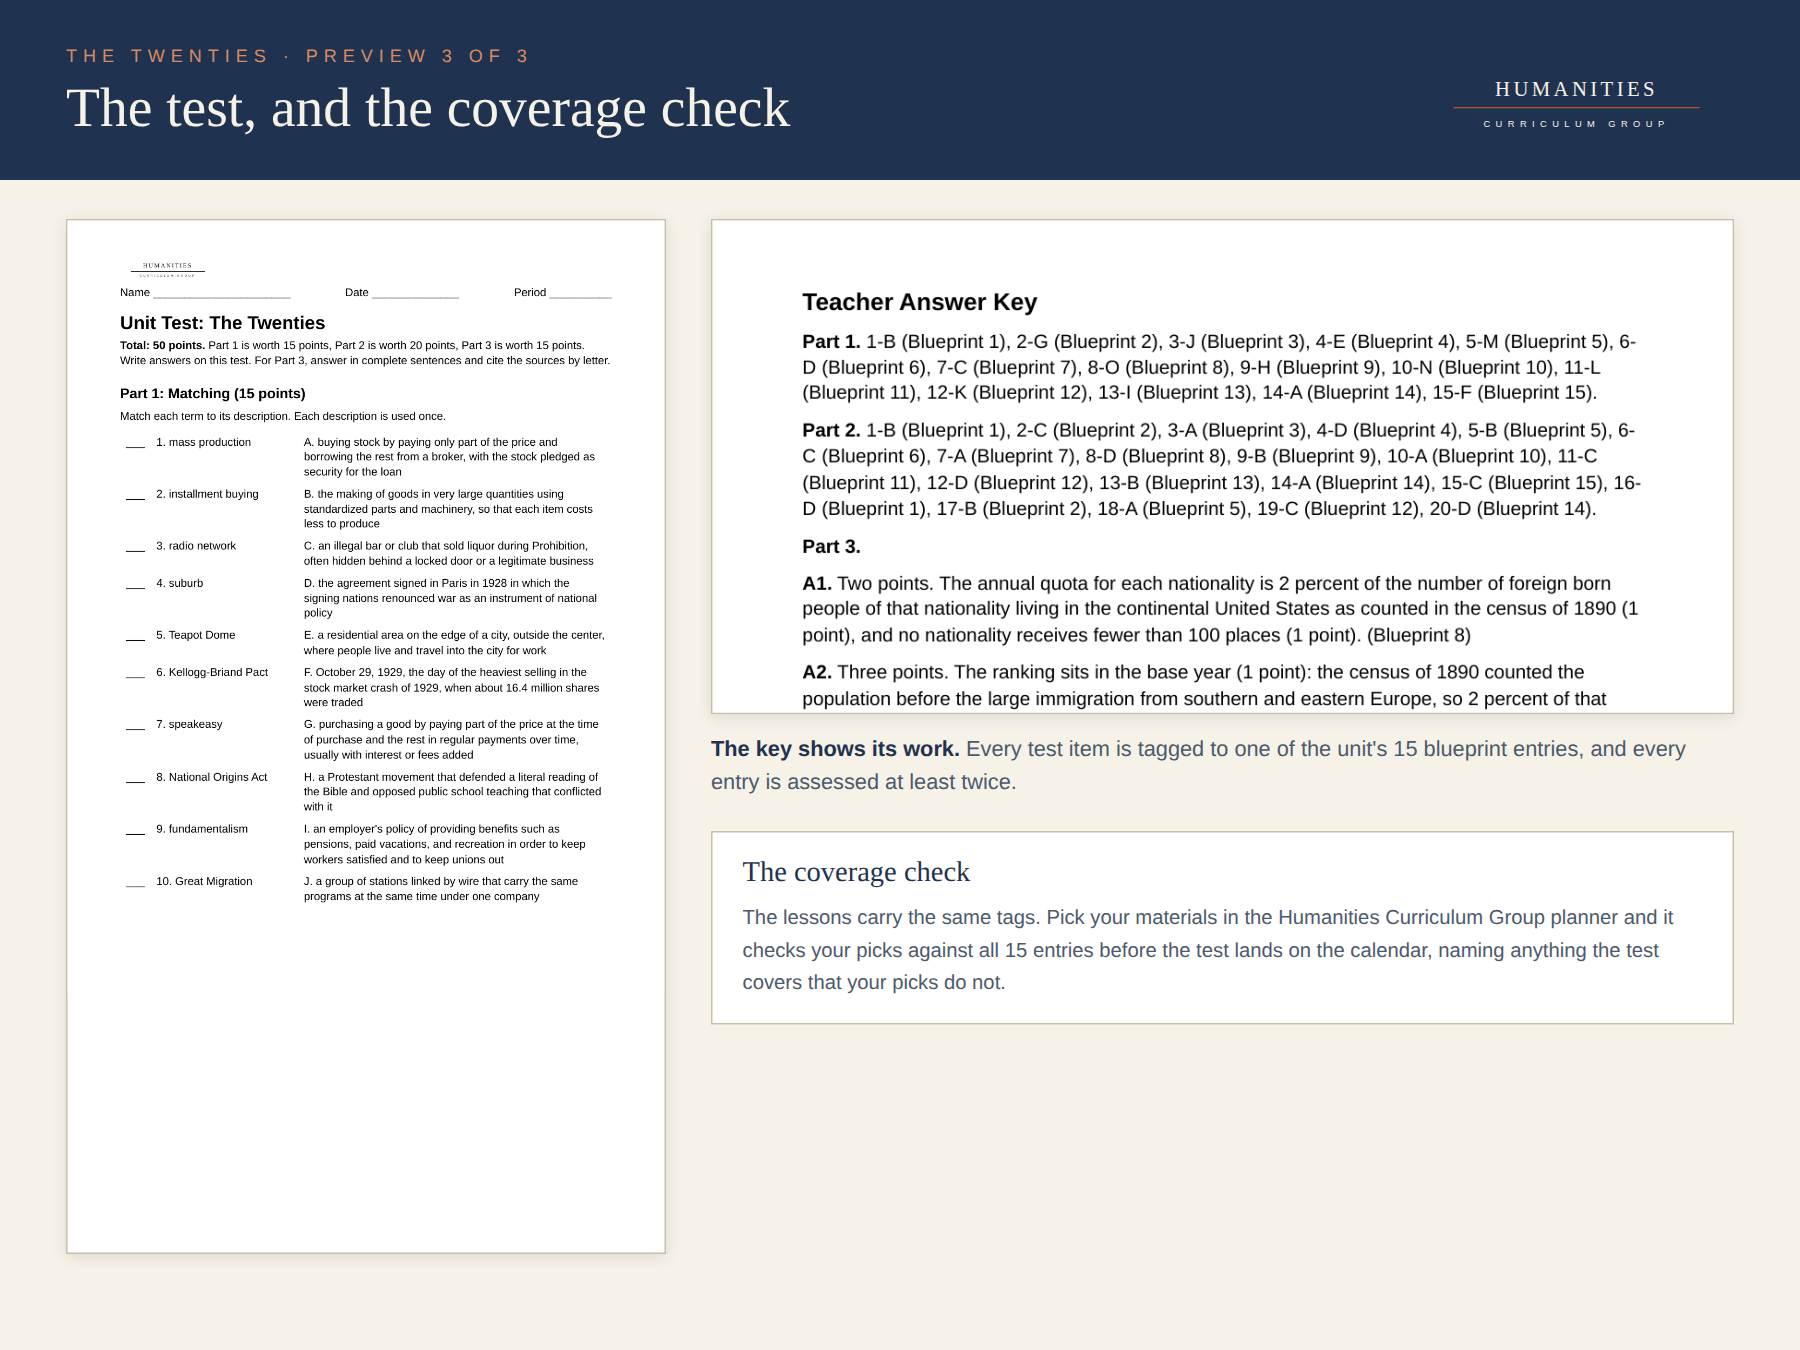 THE TWENTIES · PREVIEW 3 OF 3
The test, and the coverage check
HUMANITIES
CURRICULUM GROUP
HUMANITIES
CURRICULUM GROUP
Name ______________________ Date ______________ Period __________
Unit Test: The Twenties
Total: 50 points. Part 1 is worth 15 points, Part 2 is worth 20 points, Part 3 is worth 15 points.
Write answers on this test. For Part 3, answer in complete sentences and cite the sources by letter.
Part 1: Matching (15 points)
Match each term to its description. Each description is used once.
___ 1. mass production A. buying stock by paying only part of the price and
borrowing the rest from a broker, with the stock pledged as
security for the loan
___ 2. installment buying B. the making of goods in very large quantities using
standardized parts and machinery, so that each item costs
less to produce
___ 3. radio network C. an illegal bar or club that sold liquor during Prohibition,
often hidden behind a locked door or a legitimate business
___ 4. suburb D. the agreement signed in Paris in 1928 in which the
signing nations renounced war as an instrument of national
policy
___ 5. Teapot Dome E. a residential area on the edge of a city, outside the center,
where people live and travel into the city for work
___ 6. Kellogg-Briand Pact F. October 29, 1929, the day of the heaviest selling in the
stock market crash of 1929, when about 16.4 million shares
were traded
___ 7. speakeasy G. purchasing a good by paying part of the price at the time
of purchase and the rest in regular payments over time,
usually with interest or fees added
___ 8. National Origins Act H. a Protestant movement that defended a literal reading of
the Bible and opposed public school teaching that conflicted
with it
___ 9. fundamentalism I. an employer's policy of providing benefits such as
pensions, paid vacations, and recreation in order to keep
workers satisfied and to keep unions out
___ 10. Great Migration J. a group of stations linked by wire that carry the same
programs at the same time under one company
Teacher Answer Key
Part 1. 1-B (Blueprint 1), 2-G (Blueprint 2), 3-J (Blueprint 3), 4-E (Blueprint 4), 5-M (Blueprint 5), 6-
D (Blueprint 6), 7-C (Blueprint 7), 8-O (Blueprint 8), 9-H (Blueprint 9), 10-N (Blueprint 10), 11-L
(Blueprint 11), 12-K (Blueprint 12), 13-I (Blueprint 13), 14-A (Blueprint 14), 15-F (Blueprint 15).
Part 2. 1-B (Blueprint 1), 2-C (Blueprint 2), 3-A (Blueprint 3), 4-D (Blueprint 4), 5-B (Blueprint 5), 6-
C (Blueprint 6), 7-A (Blueprint 7), 8-D (Blueprint 8), 9-B (Blueprint 9), 10-A (Blueprint 10), 11-C
(Blueprint 11), 12-D (Blueprint 12), 13-B (Blueprint 13), 14-A (Blueprint 14), 15-C (Blueprint 15), 16-
D (Blueprint 1), 17-B (Blueprint 2), 18-A (Blueprint 5), 19-C (Blueprint 12), 20-D (Blueprint 14).
Part 3.
A1. Two points. The annual quota for each nationality is 2 percent of the number of foreign born
people of that nationality living in the continental United States as counted in the census of 1890 (1
point), and no nationality receives fewer than 100 places (1 point). (Blueprint 8)
A2. Three points. The ranking sits in the base year (1 point): the census of 1890 counted the
population before the large immigration from southern and eastern Europe, so 2 percent of that
The key shows its work. Every test item is tagged to one of the unit's 15 blueprint entries, and every
entry is assessed at least twice.
The coverage check
The lessons carry the same tags. Pick your materials in the Humanities Curriculum Group planner and it
checks your picks against all 15 entries before the test lands on the calendar, naming anything the test
covers that your picks do not.